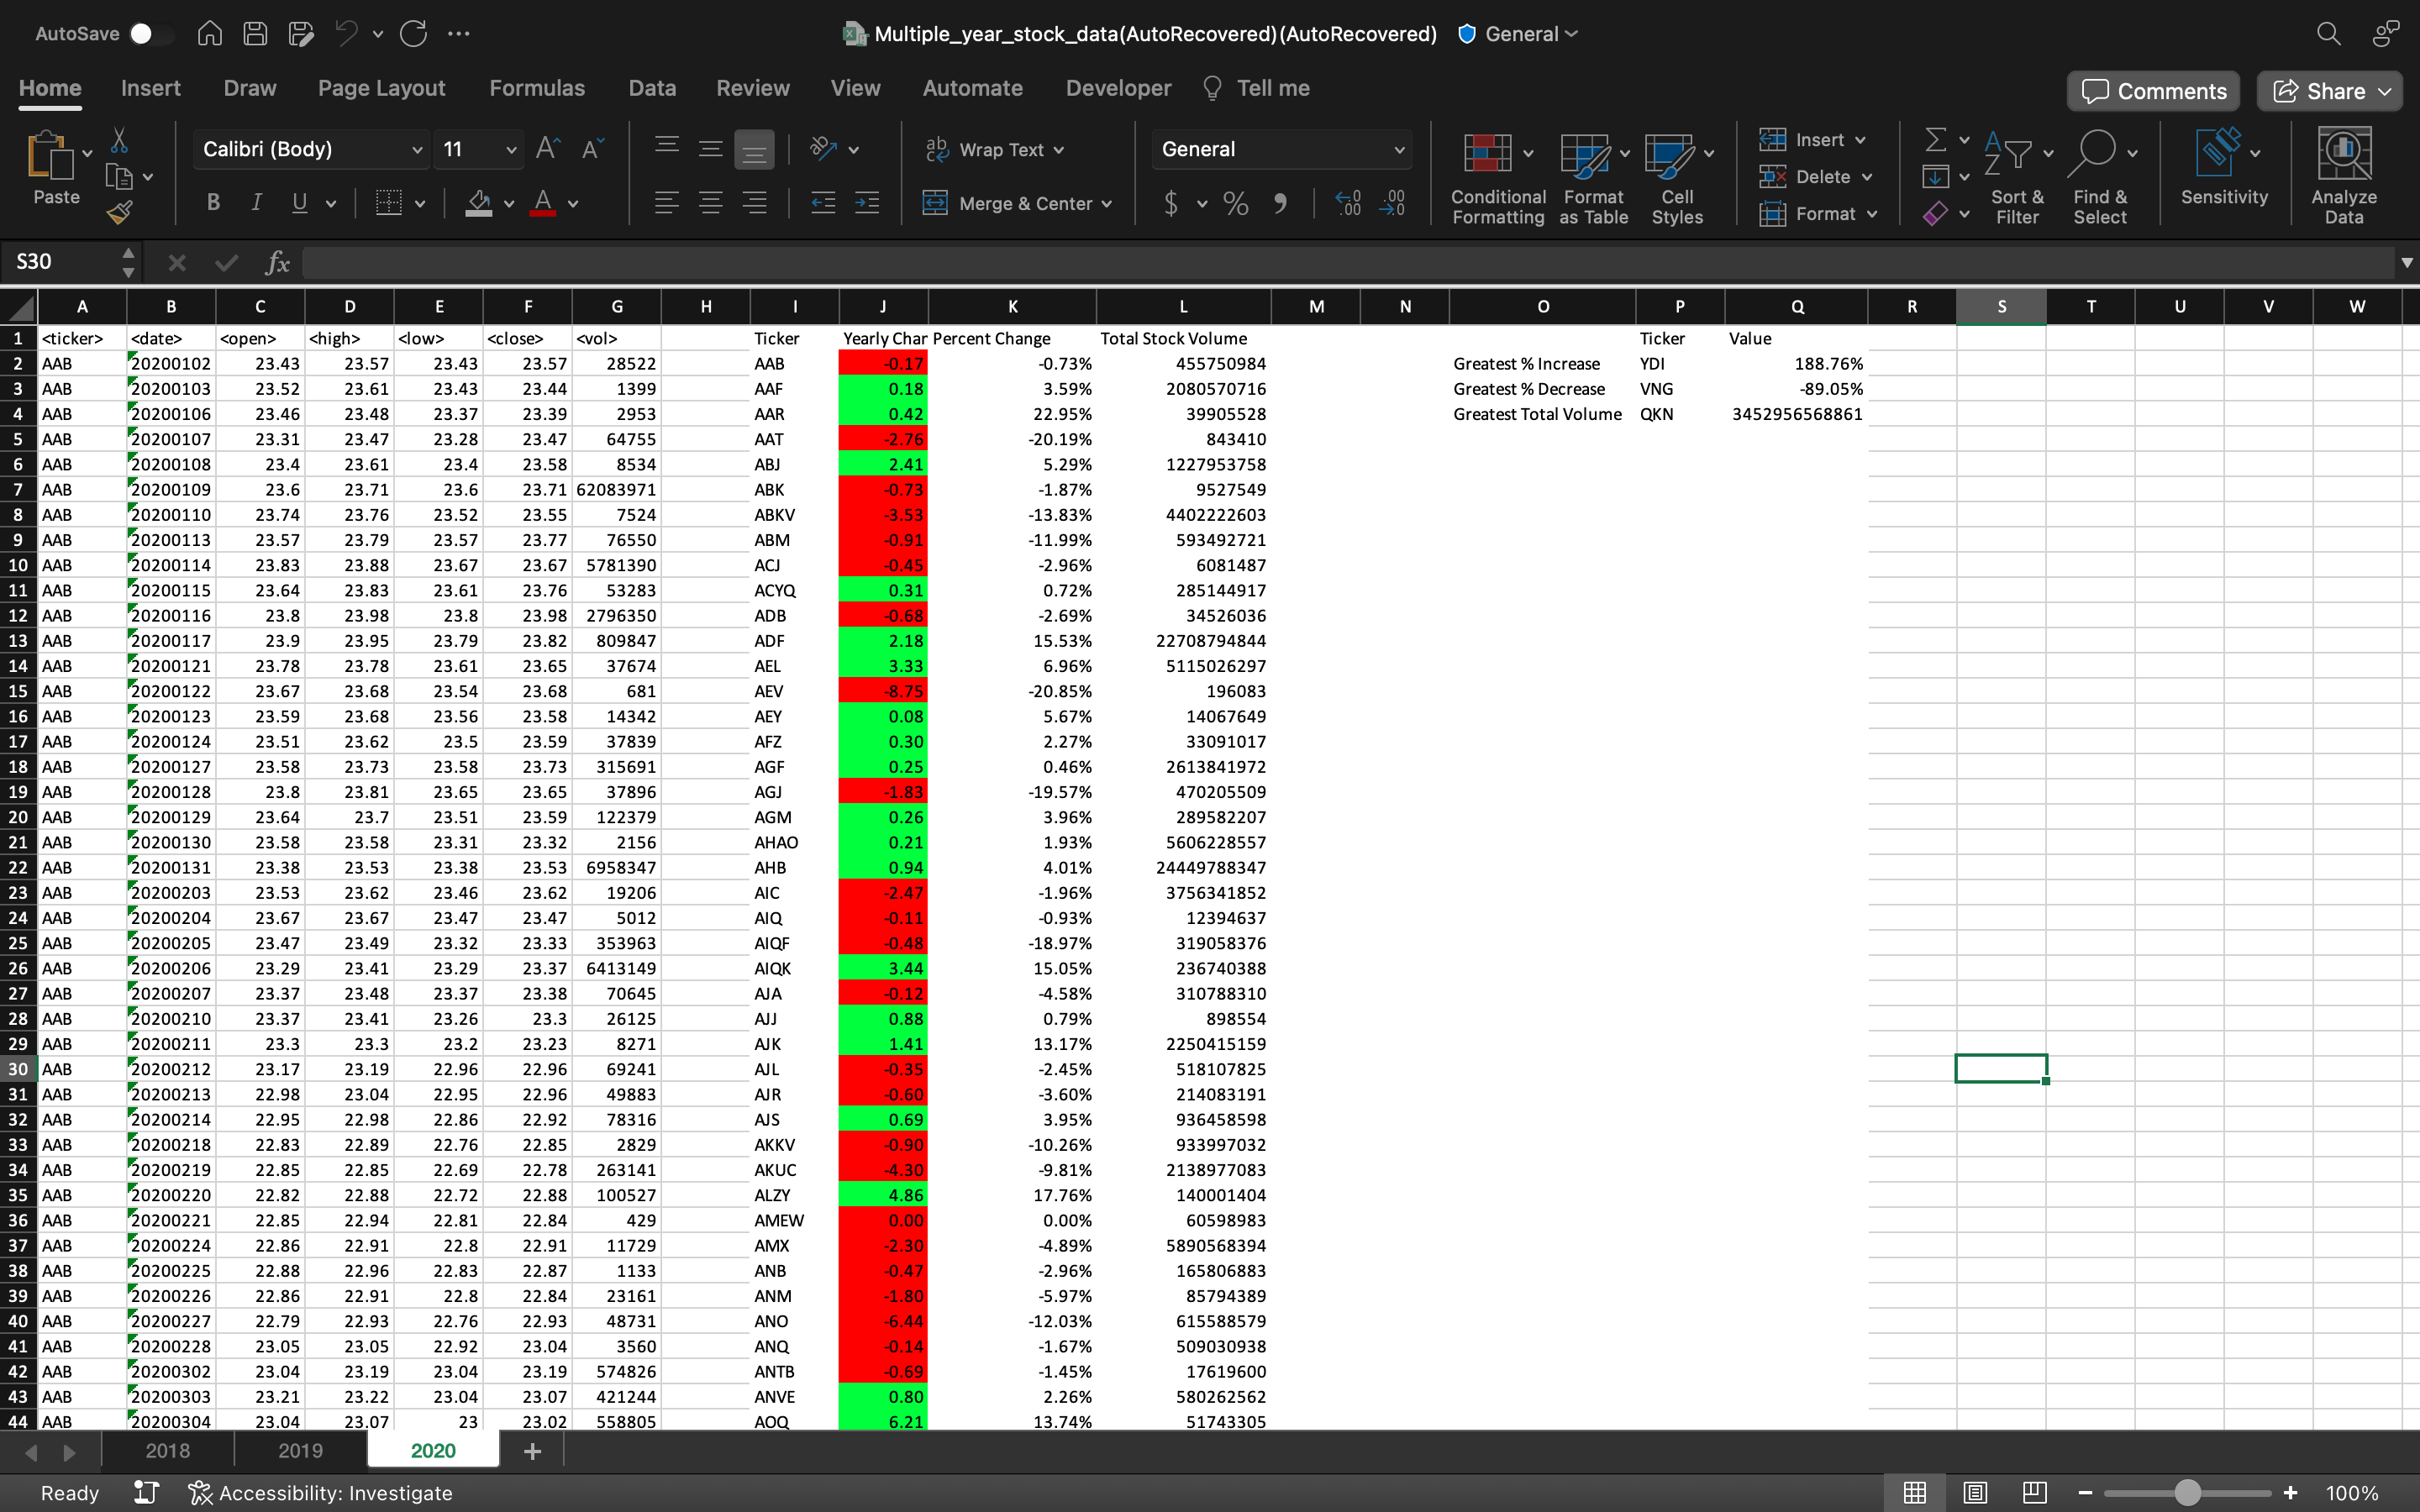 AutoSave
Multiple_year_stock_data(AutoRecovered)(AutoRecovered) General
Home Insert Draw Page Layout Formulas Data Review View Automate Developer Tell me Comments Share
Paste Calibri (Body) 11 Wrap Text General Conditional Formatting Format as Table Cell Styles Insert Delete Format Sort & Filter Find & Select Sensitivity Analyze Data
B I U A Merge & Center $ %
S30 fx
A B C D E F G H I J K L M N O P Q R S T U V W
1 <ticker> <date> <open> <high> <low> <close> <vol> Ticker Yearly Char Percent Change Total Stock Volume Ticker Value
2 AAB 20200102 23.43 23.57 23.43 23.57 28522 AAB -0.17 -0.73% 455750984 Greatest % Increase YDI 188.76%
3 AAB 20200103 23.52 23.61 23.43 23.44 1399 AAF 0.18 3.59% 2080570716 Greatest % Decrease VNG -89.05%
4 AAB 20200106 23.46 23.48 23.37 23.39 2953 AAR 0.42 22.95% 39905528 Greatest Total Volume QKN 3452956568861
5 AAB 20200107 23.31 23.47 23.28 23.47 64755 AAT -2.76 -20.19% 843410
6 AAB 20200108 23.4 23.61 23.4 23.58 8534 ABJ 2.41 5.29% 1227953758
7 AAB 20200109 23.6 23.71 23.6 23.71 62083971 ABK -0.73 -1.87% 9527549
8 AAB 20200110 23.74 23.76 23.52 23.55 7524 ABKV -3.53 -13.83% 4402222603
9 AAB 20200113 23.57 23.79 23.57 23.77 76550 ABM -0.91 -11.99% 593492721
10 AAB 20200114 23.83 23.88 23.67 23.67 5781390 ACJ -0.45 -2.96% 6081487
11 AAB 20200115 23.64 23.83 23.61 23.76 53283 ACYQ 0.31 0.72% 285144917
12 AAB 20200116 23.8 23.98 23.8 23.98 2796350 ADB -0.68 -2.69% 34526036
13 AAB 20200117 23.9 23.95 23.79 23.82 809847 ADF 2.18 15.53% 22708794844
14 AAB 20200121 23.78 23.78 23.61 23.65 37674 AEL 3.33 6.96% 5115026297
15 AAB 20200122 23.67 23.68 23.54 23.68 681 AEV -8.75 -20.85% 196083
16 AAB 20200123 23.59 23.68 23.56 23.58 14342 AEY 0.08 5.67% 14067649
17 AAB 20200124 23.51 23.62 23.5 23.59 37839 AFZ 0.30 2.27% 33091017
18 AAB 20200127 23.58 23.73 23.58 23.73 315691 AGF 0.25 0.46% 2613841972
19 AAB 20200128 23.8 23.81 23.65 23.65 37896 AGJ -1.83 -19.57% 470205509
20 AAB 20200129 23.64 23.7 23.51 23.59 122379 AGM 0.26 3.96% 289582207
21 AAB 20200130 23.58 23.58 23.31 23.32 2156 AHAO 0.21 1.93% 5606228557
22 AAB 20200131 23.38 23.53 23.38 23.53 6958347 AHB 0.94 4.01% 24449788347
23 AAB 20200203 23.53 23.62 23.46 23.62 19206 AIC -2.47 -1.96% 3756341852
24 AAB 20200204 23.67 23.67 23.47 23.47 5012 AIQ -0.11 -0.93% 12394637
25 AAB 20200205 23.47 23.49 23.32 23.33 353963 AIQF -0.48 -18.97% 319058376
26 AAB 20200206 23.29 23.41 23.29 23.37 6413149 AIQK 3.44 15.05% 236740388
27 AAB 20200207 23.37 23.48 23.37 23.38 70645 AJA -0.12 -4.58% 310788310
28 AAB 20200210 23.37 23.41 23.26 23.3 26125 AJJ 0.88 0.79% 898554
29 AAB 20200211 23.3 23.3 23.2 23.23 8271 AJK 1.41 13.17% 2250415159
30 AAB 20200212 23.17 23.19 22.96 22.96 69241 AJL -0.35 -2.45% 518107825
31 AAB 20200213 22.98 23.04 22.95 22.96 49883 AJR -0.60 -3.60% 214083191
32 AAB 20200214 22.95 22.98 22.86 22.92 78316 AJS 0.69 3.95% 936458598
33 AAB 20200218 22.83 22.89 22.76 22.85 2829 AKKV -0.90 -10.26% 933997032
34 AAB 20200219 22.85 22.85 22.69 22.78 263141 AKUC -4.30 -9.81% 2138977083
35 AAB 20200220 22.82 22.88 22.72 22.88 100527 ALZY 4.86 17.76% 140001404
36 AAB 20200221 22.85 22.94 22.81 22.84 429 AMEW 0.00 0.00% 60598983
37 AAB 20200224 22.86 22.91 22.8 22.91 11729 AMX -2.30 -4.89% 5890568394
38 AAB 20200225 22.88 22.96 22.83 22.87 1133 ANB -0.47 -2.96% 165806883
39 AAB 20200226 22.86 22.91 22.8 22.84 23161 ANM -1.80 -5.97% 85794389
40 AAB 20200227 22.79 22.93 22.76 22.93 48731 ANO -6.44 -12.03% 615588579
41 AAB 20200228 23.05 23.05 22.92 23.04 3560 ANQ -0.14 -1.67% 509030938
42 AAB 20200302 23.04 23.19 23.04 23.19 574826 ANTB -0.69 -1.45% 17619600
43 AAB 20200303 23.21 23.22 23.04 23.07 421244 ANVE 0.80 2.26% 580262562
44 AAB 20200304 23.04 23.07 23 23.02 558805 AOQ 6.21 13.74% 51743305
2018 2019 2020 +
Ready Accessibility: Investigate 100%